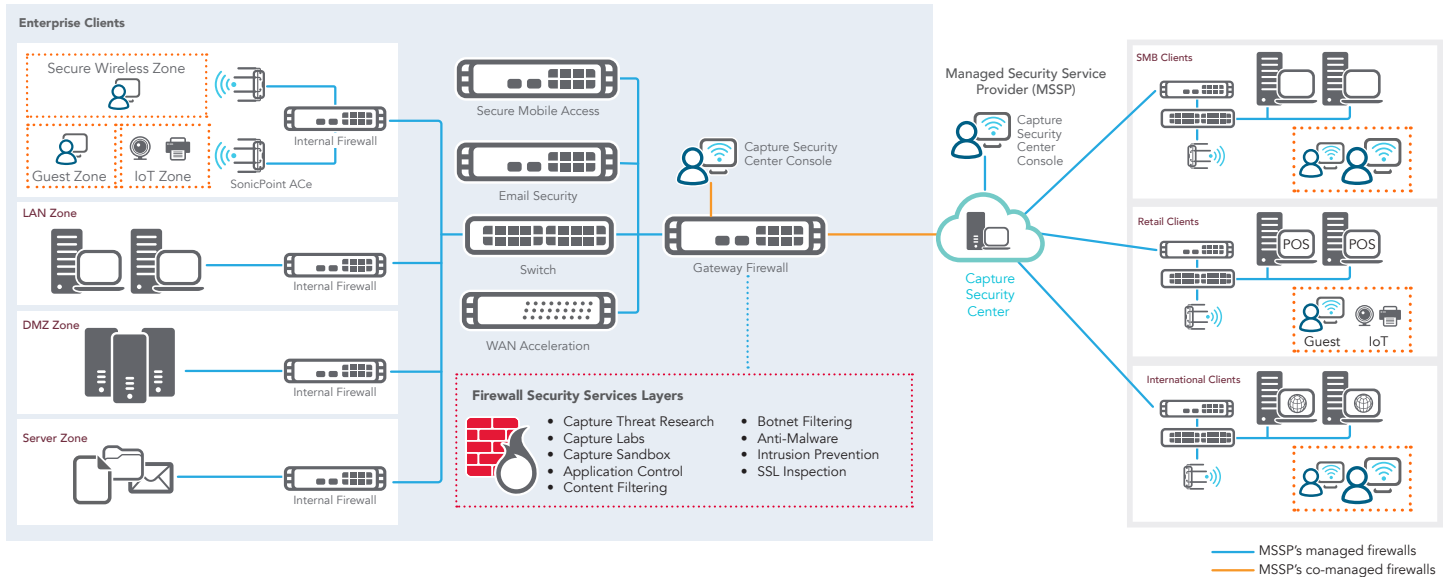 Enterprise Clients
Secure Wireless Zone
Guest Zone
IoT Zone
SonicPoint ACe
Internal Firewall
LAN Zone
Internal Firewall
DMZ Zone
Internal Firewall
Server Zone
Internal Firewall
Secure Mobile Access
Email Security
Switch
WAN Acceleration
Capture Security
Center Console
Gateway Firewall
Firewall Security Services Layers
• Capture Threat Research
• Capture Labs
• Capture Sandbox
• Application Control
• Content Filtering
• Botnet Filtering
• Anti-Malware
• Intrusion Prevention
• SSL Inspection
Managed Security Service
Provider (MSSP)
Capture
Security
Center
Console
Capture
Security
Center
SMB Clients
Retail Clients
POS
POS
Guest
IoT
International Clients
MSSP's managed firewalls
MSSP's co-managed firewalls